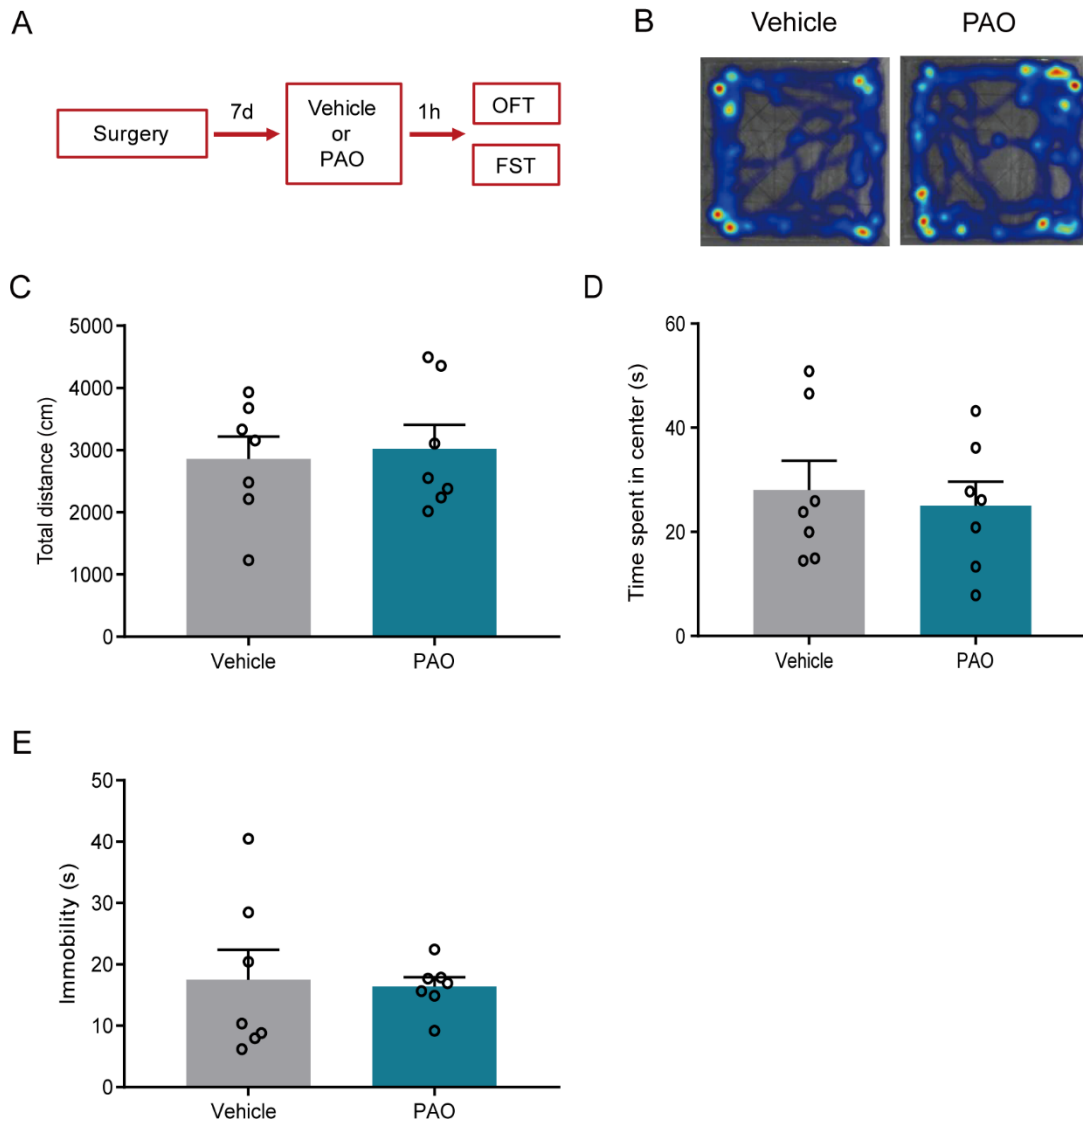 A
Surgery
7d
Vehicle
or
PAO
1h
OFT
FST
B
Vehicle
PAO
C
Total distance (cm)
5000
4000
3000
2000
1000
0
Vehicle
PAO
D
Time spent in center (s)
60
40
20
0
Vehicle
PAO
E
Immobility (s)
50
40
30
20
10
0
Vehicle
PAO